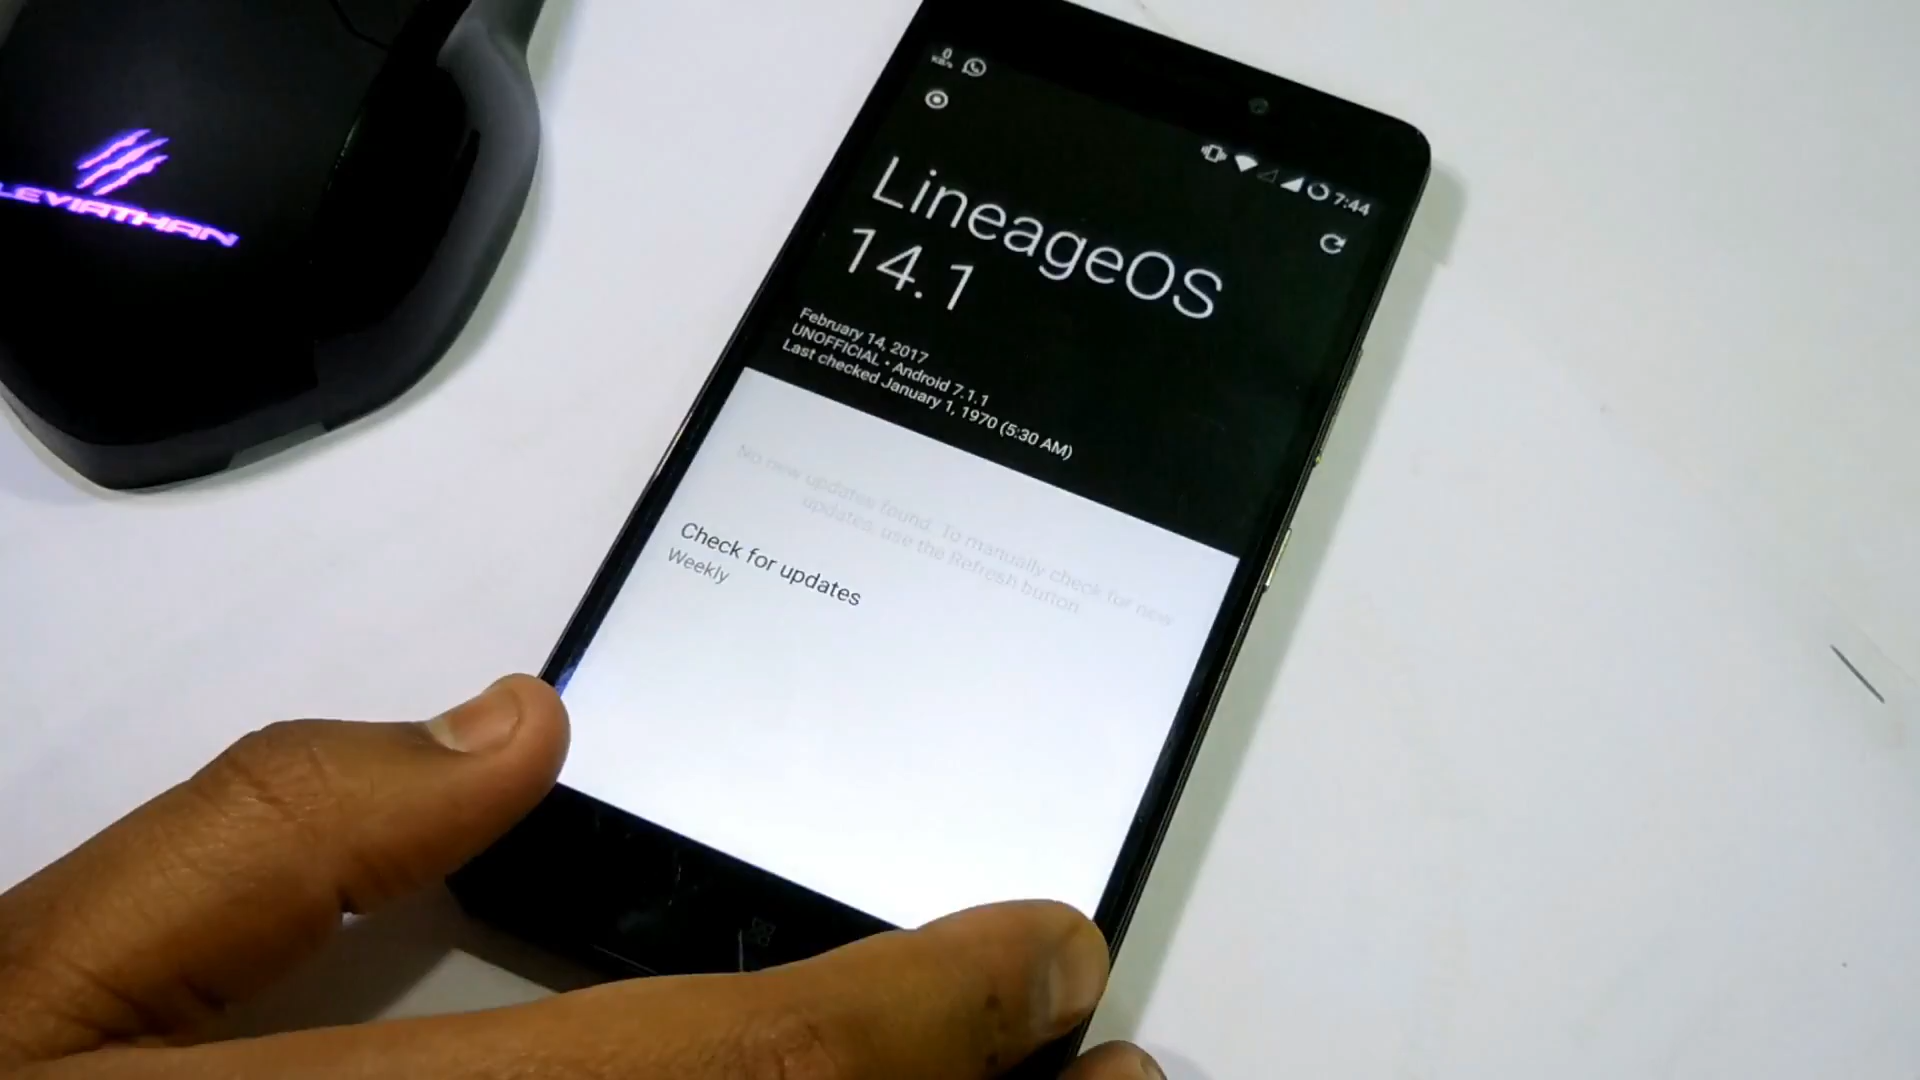 LEVIATHAN
0
KB/s
7:44
LineageOS
14.1
February 14, 2017
UNOFFICIAL • Android 7.1.1
Last checked January 1, 1970 (5:30 AM)
No new updates found. To manually check for new
updates, use the Refresh button
Check for updates
Weekly